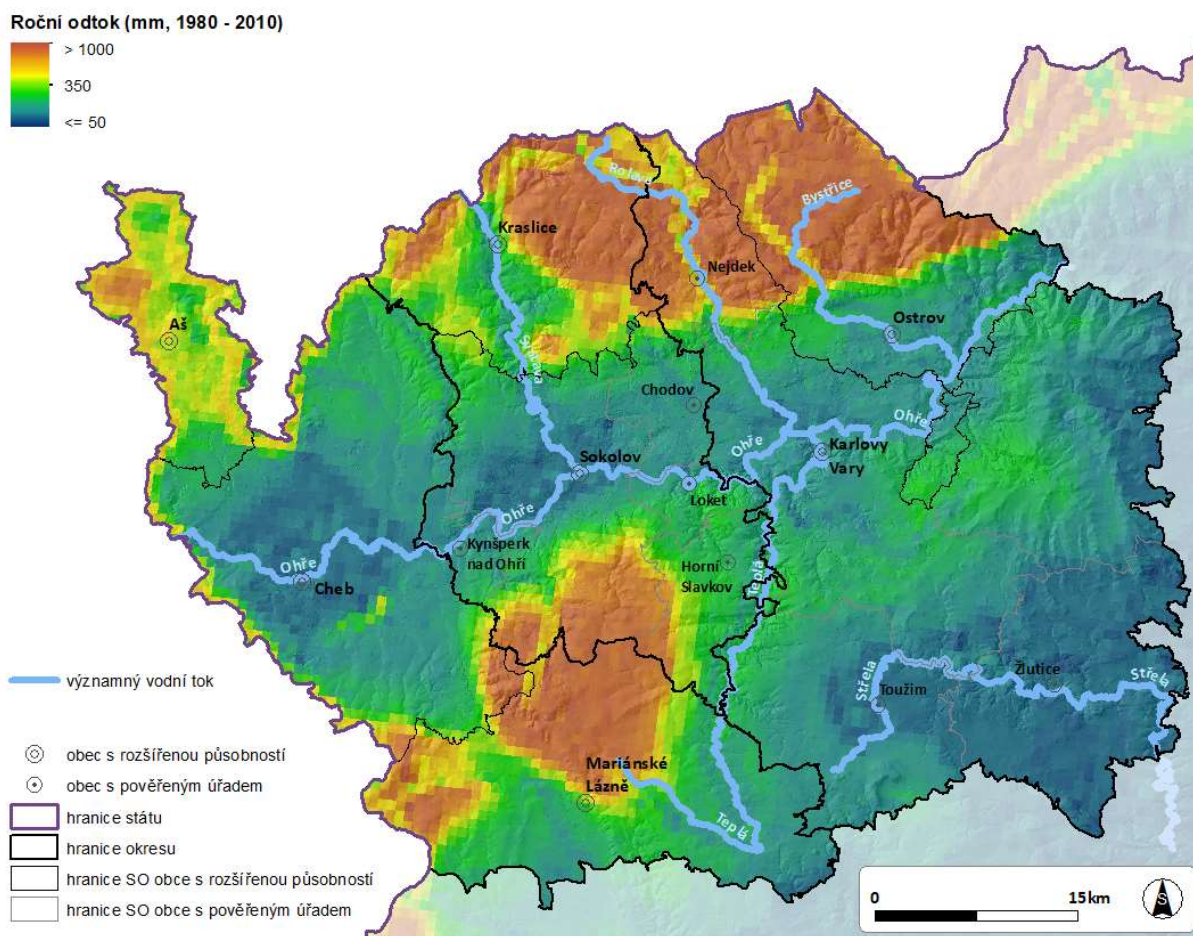 Roční odtok (mm, 1980 - 2010)
> 1000
350
<= 50
Rolava
Bystřice
Kraslice
Nejdek
Aš
Ostrov
Svatava
Chodov
Ohře
Karlovy
Vary
Ohře
Sokolov
Loket
Ohře
Kynšperk
nad Ohří
Horní
Slavkov
Teplá
Ohře
Cheb
Střela
Toužim
Žlutice
Střela
Mariánské
Lázně
Teplá
významný vodní tok
obec s rozšířenou působností
obec s pověřeným úřadem
hranice státu
hranice okresu
hranice SO obce s rozšířenou působností
hranice SO obce s pověřeným úřadem
0
15km
S